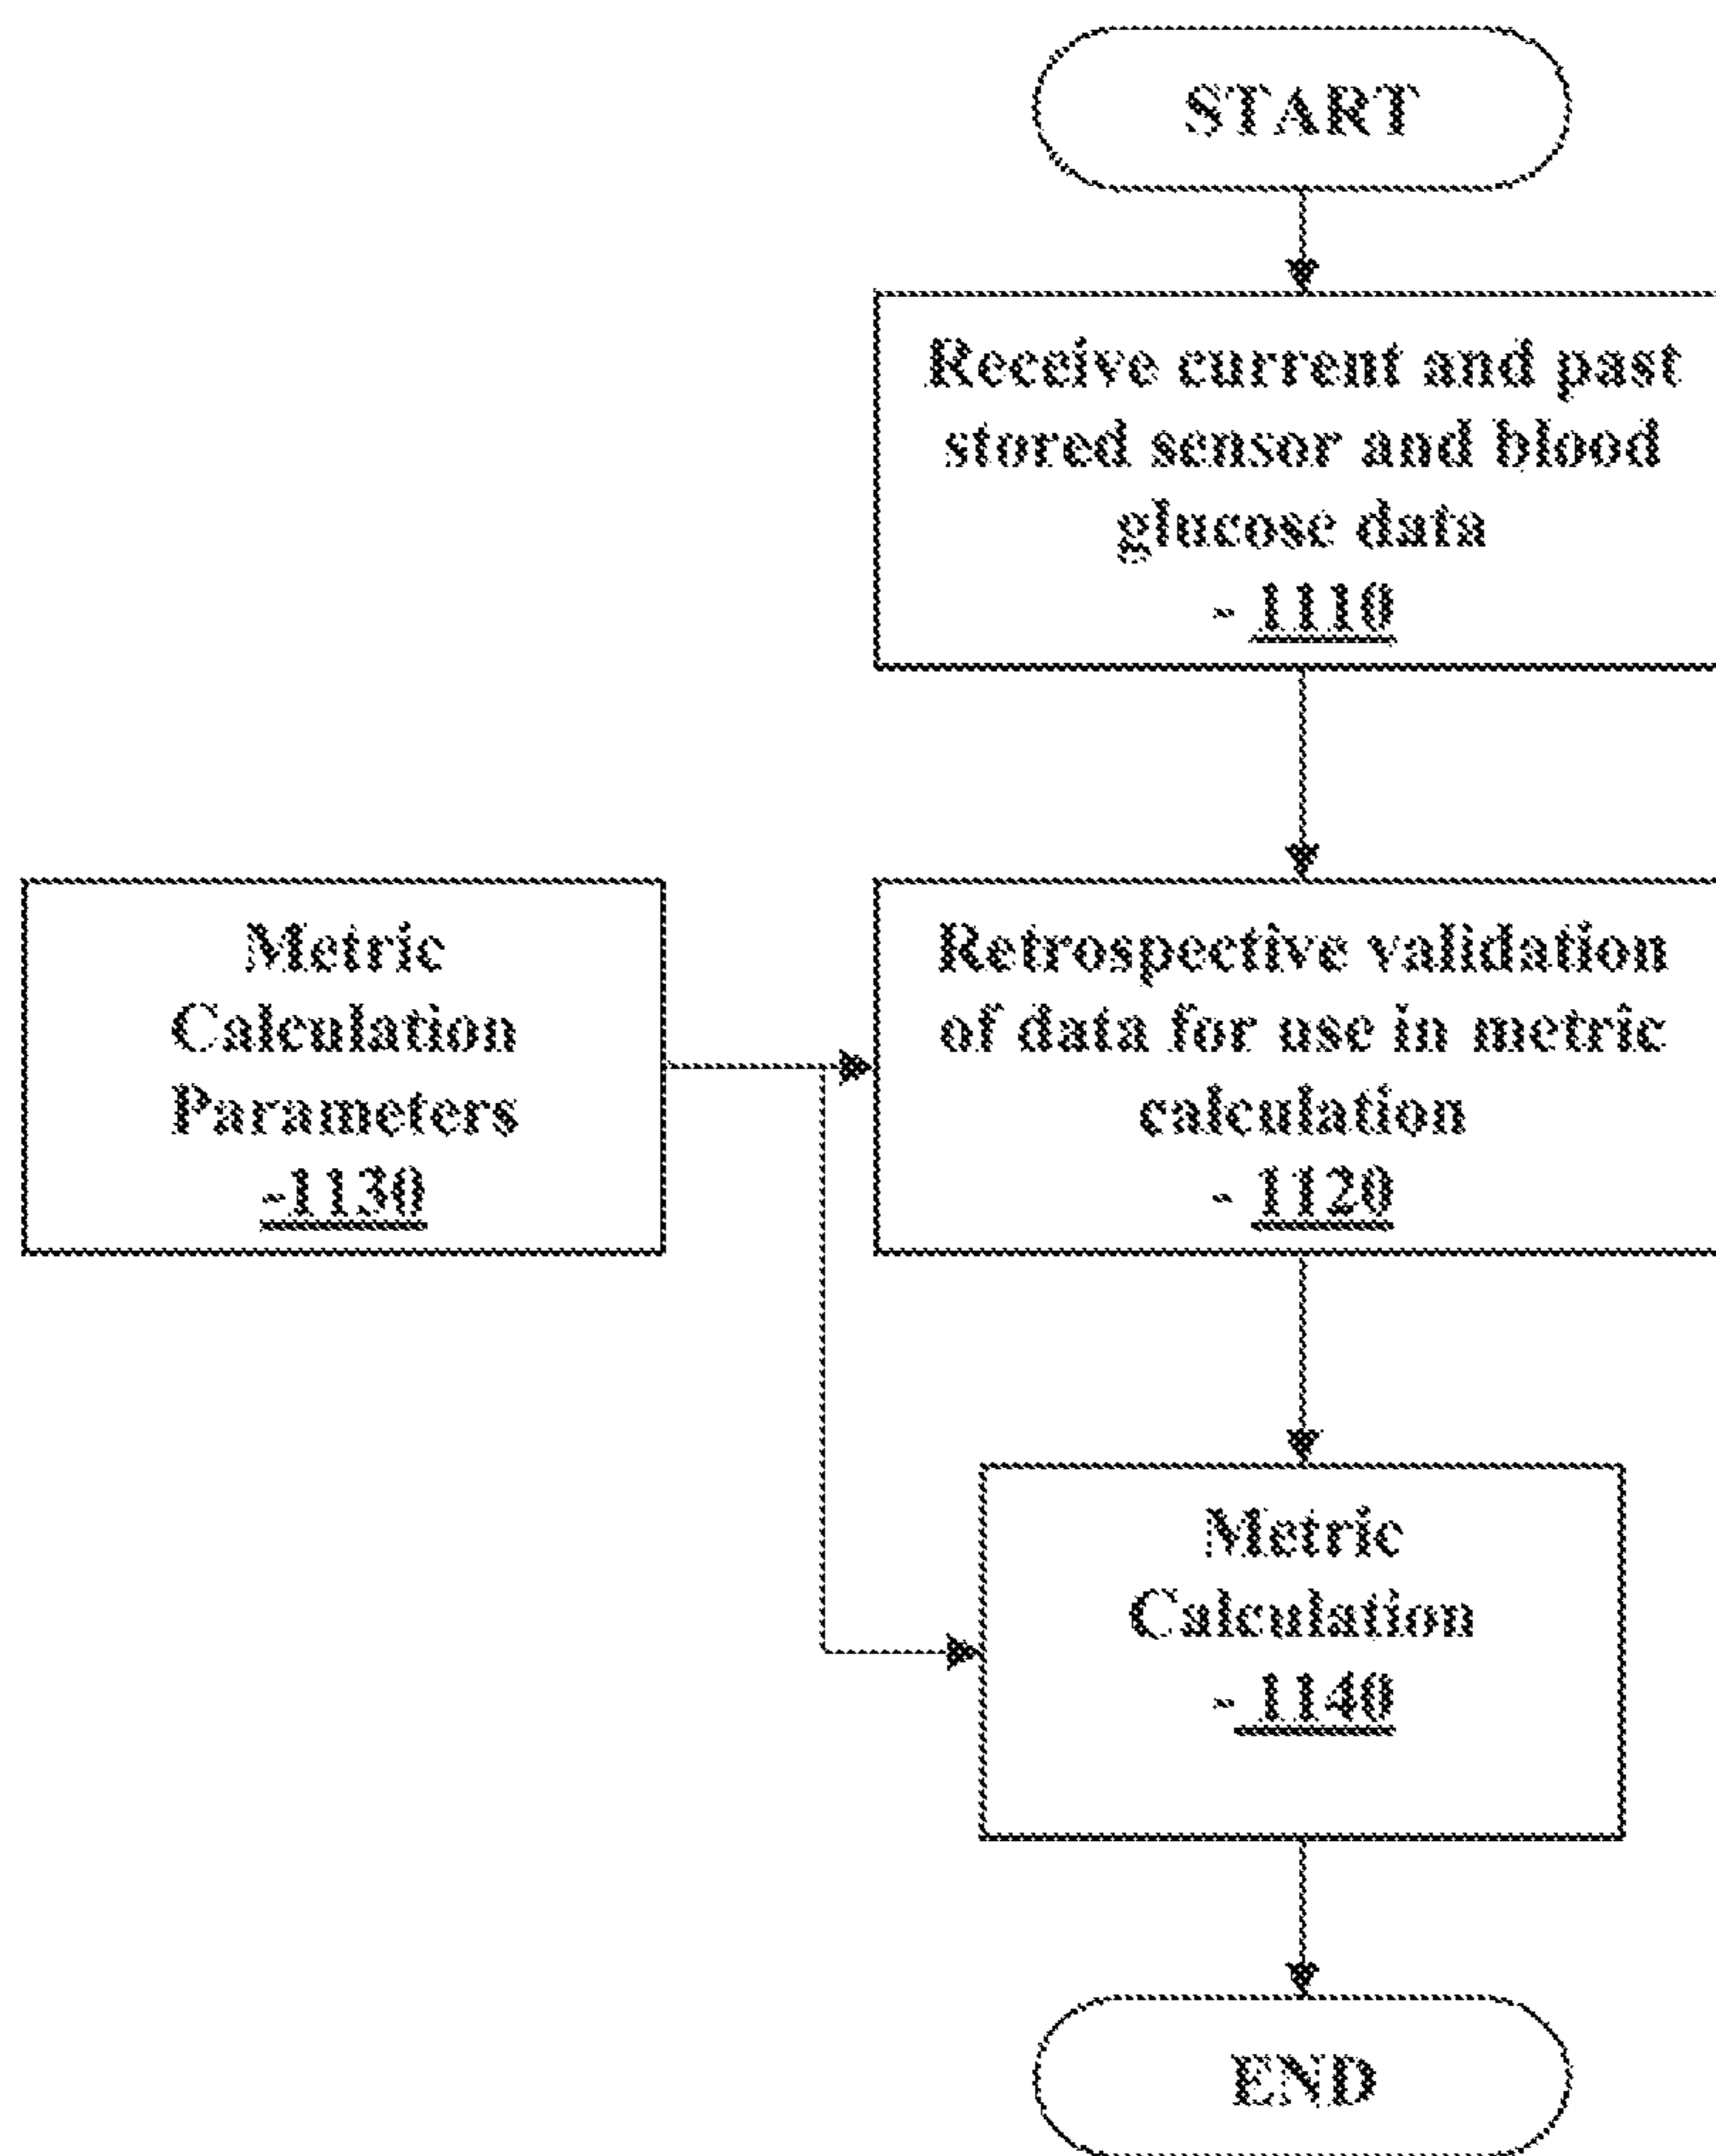 START
Receive current and past
stored sensor and blood
glucose data
- 1110
Metric
Calculation
Parameters
-1130
Retrospective validation
of data for use in metric
calculation
- 1120
Metric
Calculation
- 1140
END